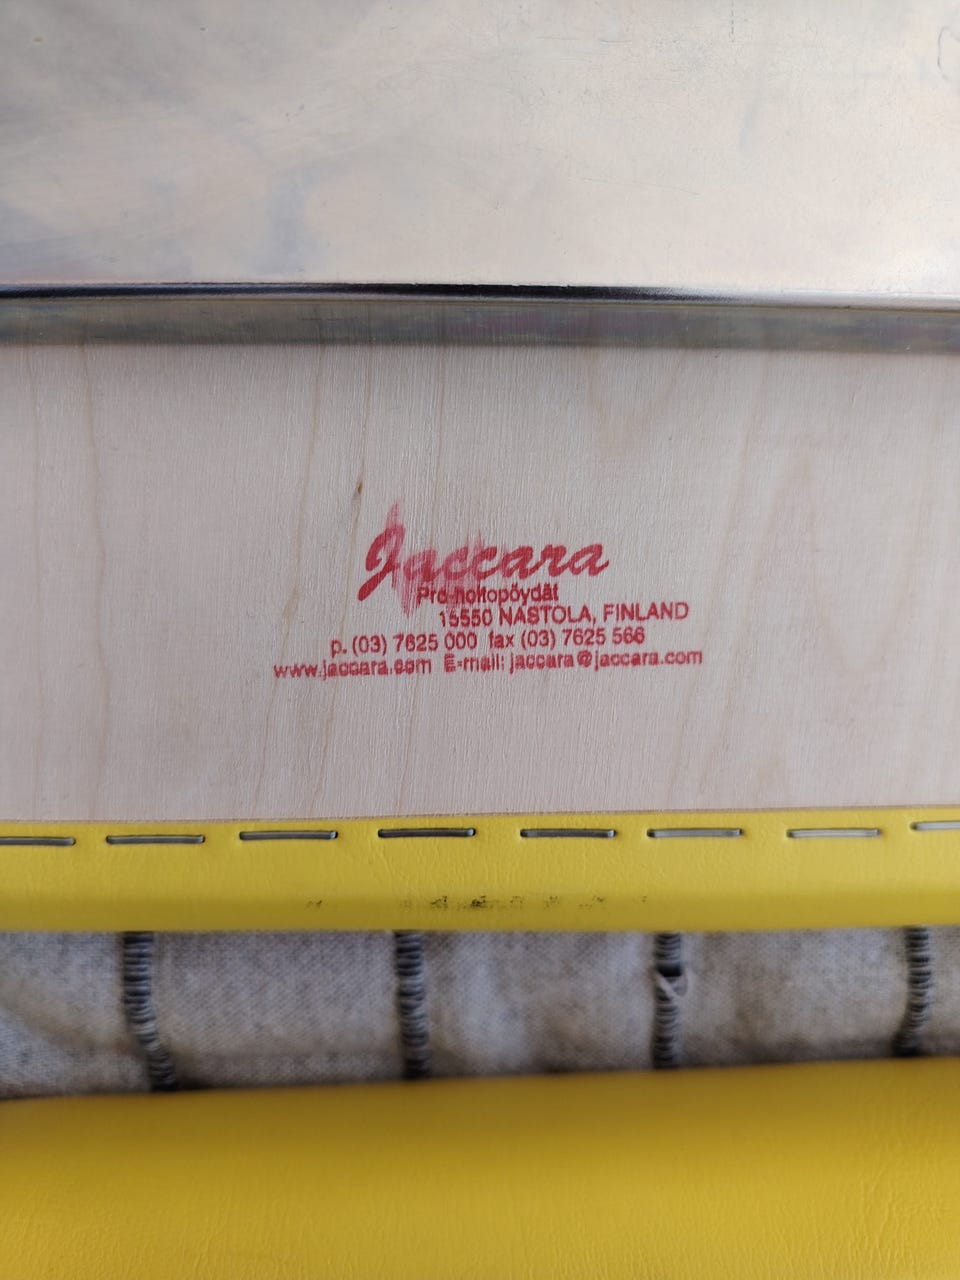 Jaccara
Pro-hoitopöydät
15550 NASTOLA, FINLAND
p. (03) 7625 000 fax (03) 7625 566
www.jaccara.com E-mail: jaccara@jaccara.com